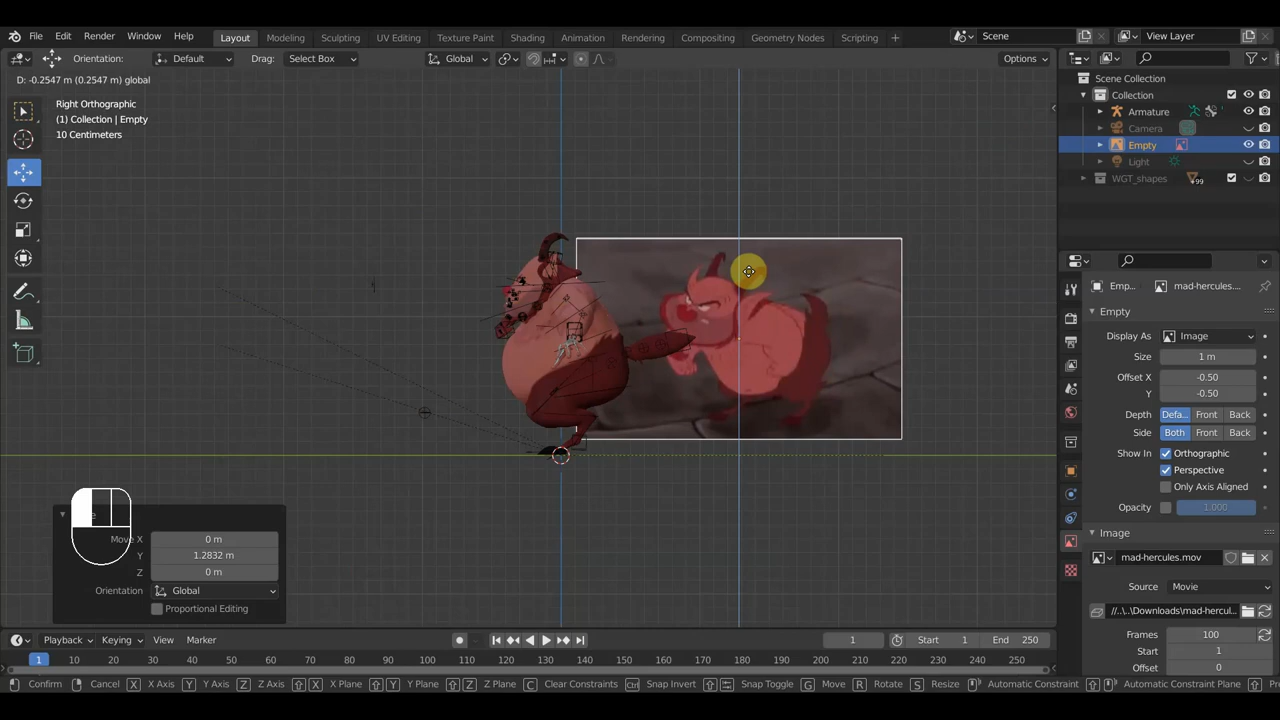 File Edit Render Window Help Layout Modeling Sculpting UV Editing Texture Paint Shading Animation Rendering Compositing Geometry Nodes Scripting + Scene View Layer
Orientation: Default Drag: Select Box Global Options
D: -0.2547 m (0.2547 m) global
Right Orthographic
(1) Collection | Empty
10 Centimeters
Scene Collection
Collection
Armature
Camera
Empty
Light
WGT_shapes
99
Emp... mad-hercules....
Empty
Display As Image
Size 1 m
Offset X -0.50
Y -0.50
Depth Defa... Front Back
Side Both Front Back
Show In Orthographic
Perspective
Only Axis Aligned
Opacity 1.000
Image
mad-hercules.mov
Source Movie
//..\..\Downloads\mad-hercul...
Frames 100
Start 1
Offset 0
Move X 0 m
Y 1.2832 m
Z 0 m
Orientation Global
Proportional Editing
Playback Keying View Marker 1 Start 1 End 250
1 10 20 30 40 50 60 70 80 90 100 110 120 130 140 150 160 170 180 190 200 210 220 230 240 250
Confirm Cancel X X Axis Y Y Axis Z Z Axis X X Plane Y Y Plane Z Z Plane C Clear Constraints Ctrl Snap Invert Snap Toggle G Move R Rotate S Resize Automatic Constraint Automatic Constraint Plane